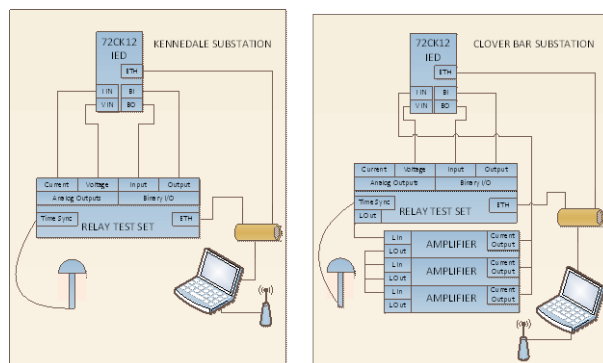 KENNEDALE SUBSTATION
72CK12
IED
ETH
I IN
BI
V IN
BO
Current
Voltage
Input
Output
Analog Outputs
Binary I/O
Time Sync
ETH
RELAY TEST SET
CLOVER BAR SUBSTATION
72CK12
IED
ETH
I IN
BI
V IN
BO
Current
Voltage
Input
Output
Analog Outputs
Binary I/O
Time Sync
ETH
LOut
RELAY TEST SET
LIn
AMPLIFIER
Current
Output
LOut
LIn
AMPLIFIER
Current
Output
LOut
LIn
AMPLIFIER
Current
Output
LOut